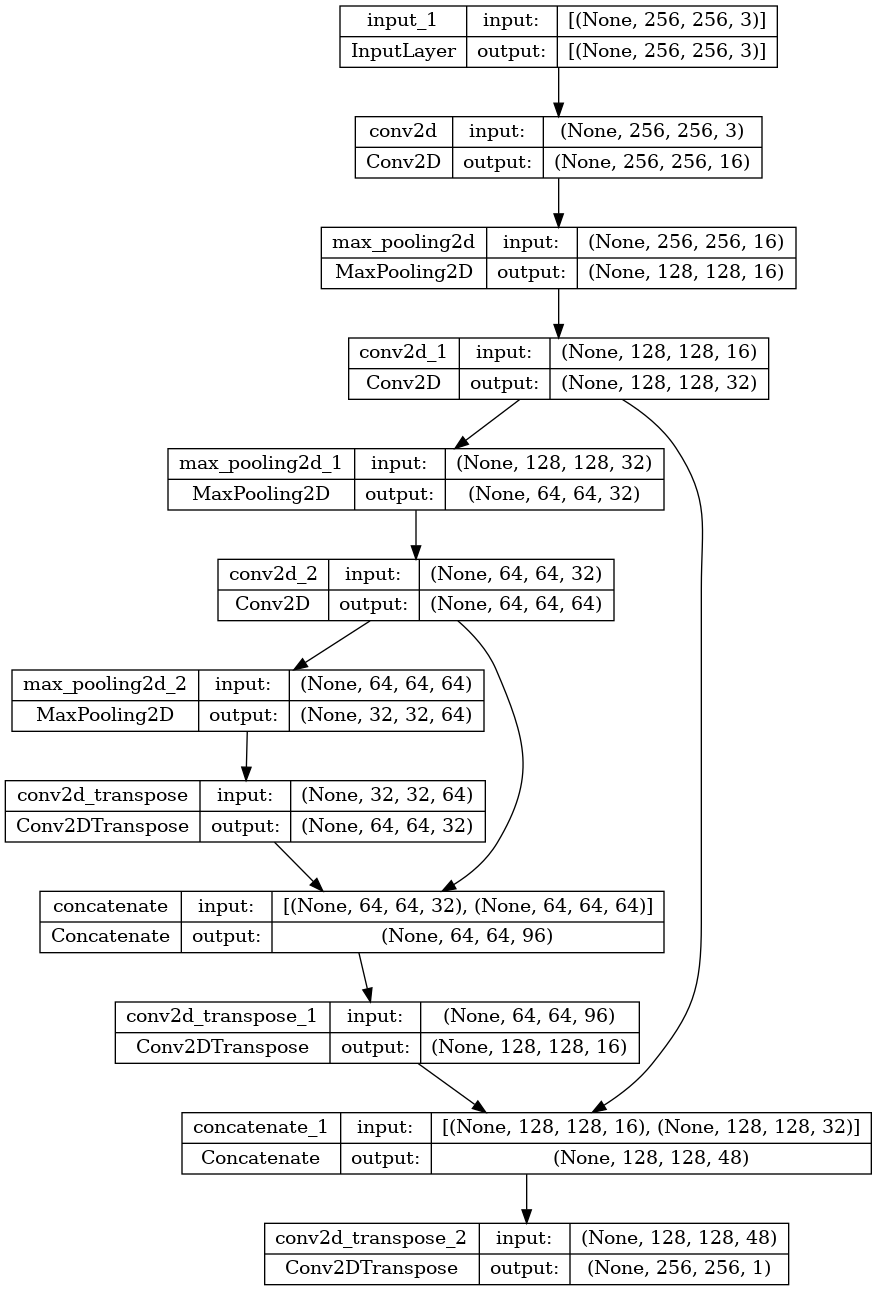 input_1 input: [(None, 256, 256, 3)]
InputLayer output: [(None, 256, 256, 3)]
conv2d input: (None, 256, 256, 3)
Conv2D output: (None, 256, 256, 16)
max_pooling2d input: (None, 256, 256, 16)
MaxPooling2D output: (None, 128, 128, 16)
conv2d_1 input: (None, 128, 128, 16)
Conv2D output: (None, 128, 128, 32)
max_pooling2d_1 input: (None, 128, 128, 32)
MaxPooling2D output: (None, 64, 64, 32)
conv2d_2 input: (None, 64, 64, 32)
Conv2D output: (None, 64, 64, 64)
max_pooling2d_2 input: (None, 64, 64, 64)
MaxPooling2D output: (None, 32, 32, 64)
conv2d_transpose input: (None, 32, 32, 64)
Conv2DTranspose output: (None, 64, 64, 32)
concatenate input: [(None, 64, 64, 32), (None, 64, 64, 64)]
Concatenate output: (None, 64, 64, 96)
conv2d_transpose_1 input: (None, 64, 64, 96)
Conv2DTranspose output: (None, 128, 128, 16)
concatenate_1 input: [(None, 128, 128, 16), (None, 128, 128, 32)]
Concatenate output: (None, 128, 128, 48)
conv2d_transpose_2 input: (None, 128, 128, 48)
Conv2DTranspose output: (None, 256, 256, 1)